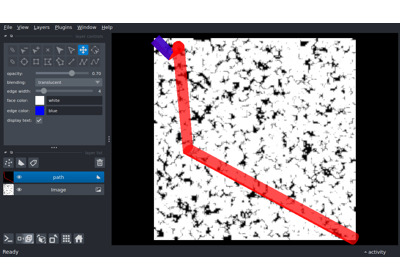 File View Layers Plugins Window Help
opacity: 0.70
blending: translucent
edge width:
face color: white
edge color: blue
display text:
path
Image
Ready
activity